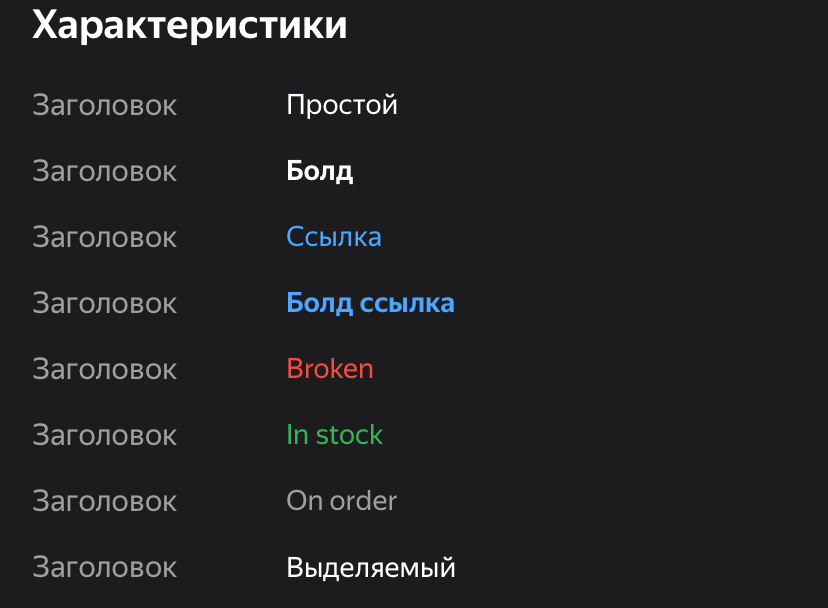 Характеристики
Заголовок Простой
Заголовок Болд
Заголовок Ссылка
Заголовок Болд ссылка
Заголовок Broken
Заголовок In stock
Заголовок On order
Заголовок Выделяемый